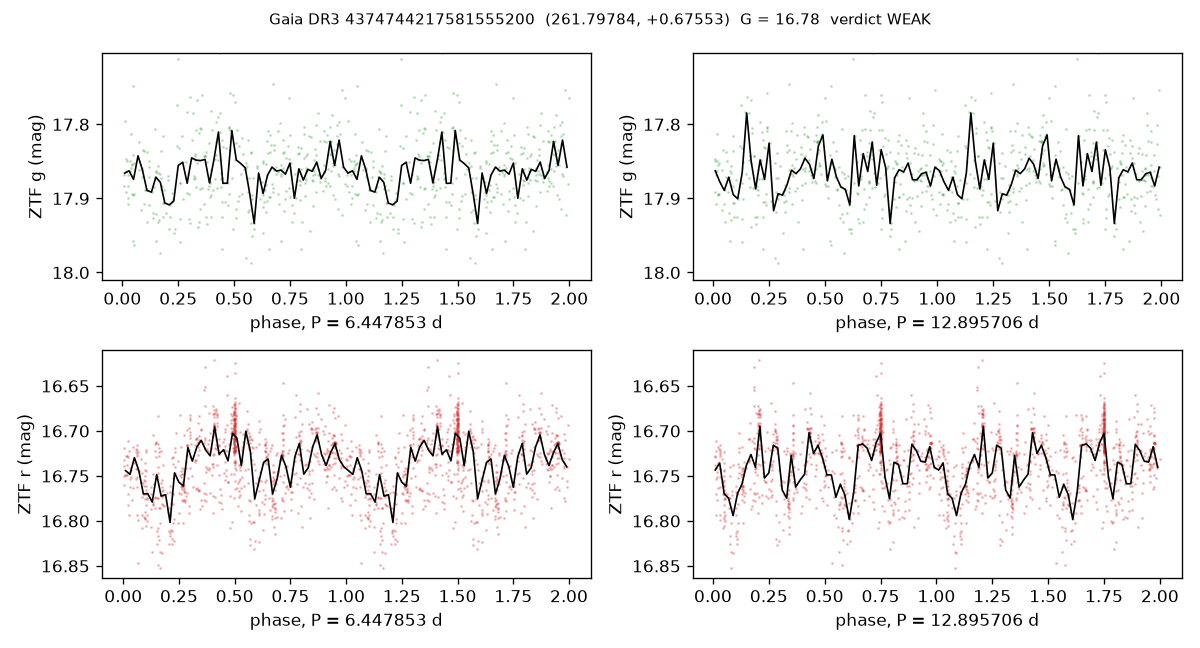 Gaia DR3 4374744217581555200 (261.79784, +0.67553) G = 16.78 verdict WEAK
ZTF g (mag)
17.8
17.9
18.0
0.00 0.25 0.50 0.75 1.00 1.25 1.50 1.75 2.00
phase, P = 6.447853 d
ZTF g (mag)
17.8
17.9
18.0
0.00 0.25 0.50 0.75 1.00 1.25 1.50 1.75 2.00
phase, P = 12.895706 d
ZTF r (mag)
16.65
16.70
16.75
16.80
16.85
0.00 0.25 0.50 0.75 1.00 1.25 1.50 1.75 2.00
phase, P = 6.447853 d
ZTF r (mag)
16.65
16.70
16.75
16.80
16.85
0.00 0.25 0.50 0.75 1.00 1.25 1.50 1.75 2.00
phase, P = 12.895706 d